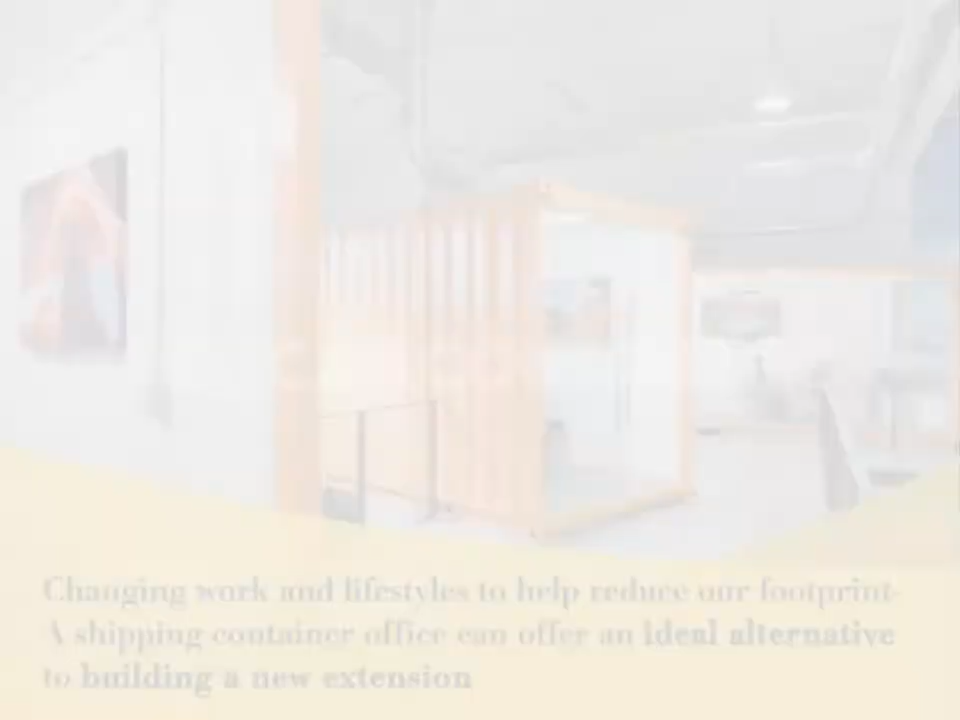 Changing work and lifestyles to help reduce our footprint-
A shipping container office can offer an ideal alternative
to building a new extension